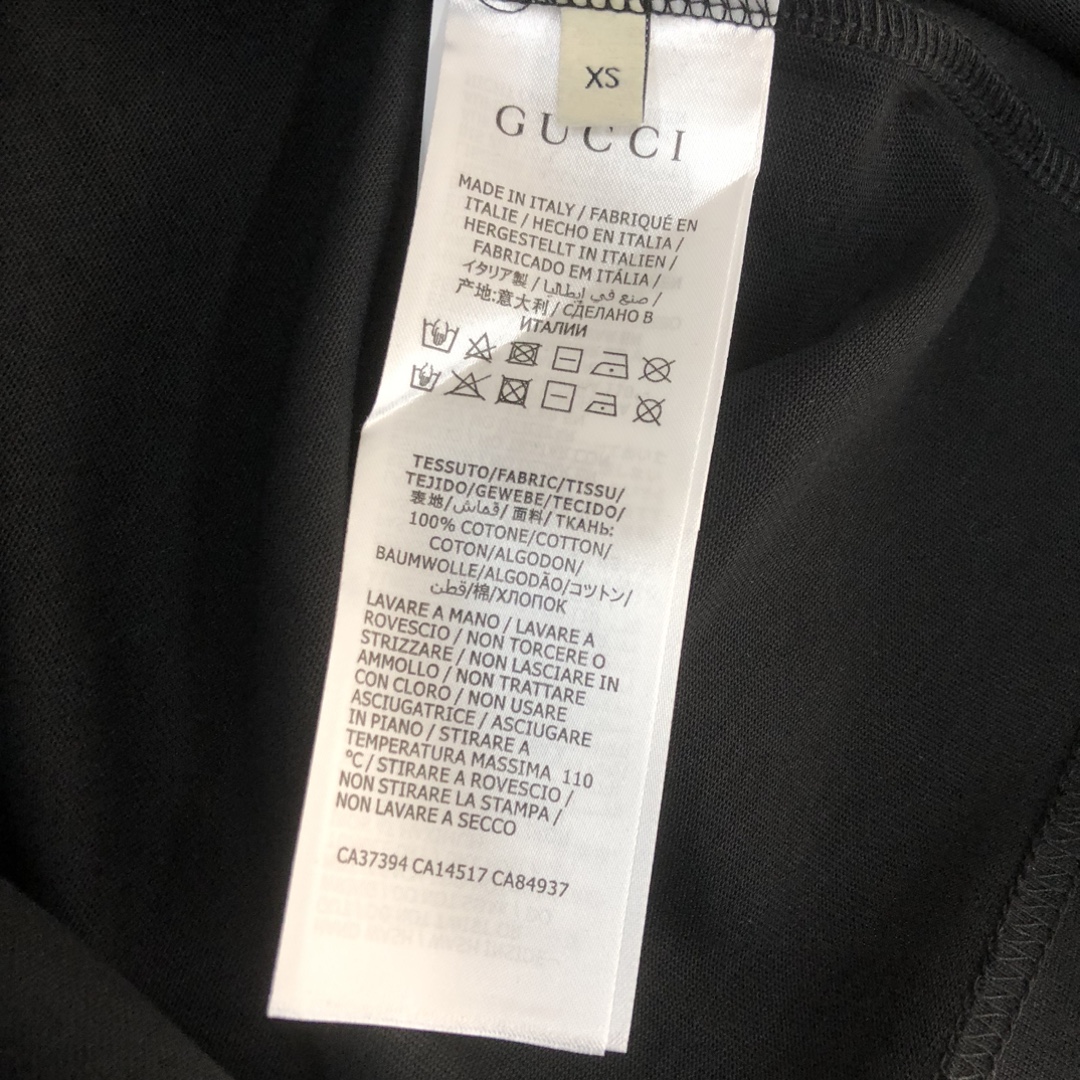 XS
GUCCI
MADE IN ITALY / FABRIQUÉ EN
ITALIE / HECHO EN ITALIA /
HERGESTELLT IN ITALIEN /
FABRICADO EM ITÁLIA /
イタリア製 / صنع في إيطاليا /
产地:意大利 / СДЕЛАНО В
ИТАЛИИ
TESSUTO/FABRIC/TISSU/
TEJIDO/GEWEBE/TECIDO/
表地/قماش/ 面料/ ТКАНЬ:
100% COTONE/COTTON/
COTON/ALGODON/
BAUMWOLLE/ALGODÃO/コットン/
قطن/棉/ХЛОПОК
LAVARE A MANO / LAVARE A
ROVESCIO / NON TORCERE O
STRIZZARE / NON LASCIARE IN
AMMOLLO / NON TRATTARE
CON CLORO / NON USARE
ASCIUGATRICE / ASCIUGARE
IN PIANO / STIRARE A
TEMPERATURA MASSIMA 110
°C / STIRARE A ROVESCIO /
NON STIRARE LA STAMPA /
NON LAVARE A SECCO
CA37394 CA14517 CA84937